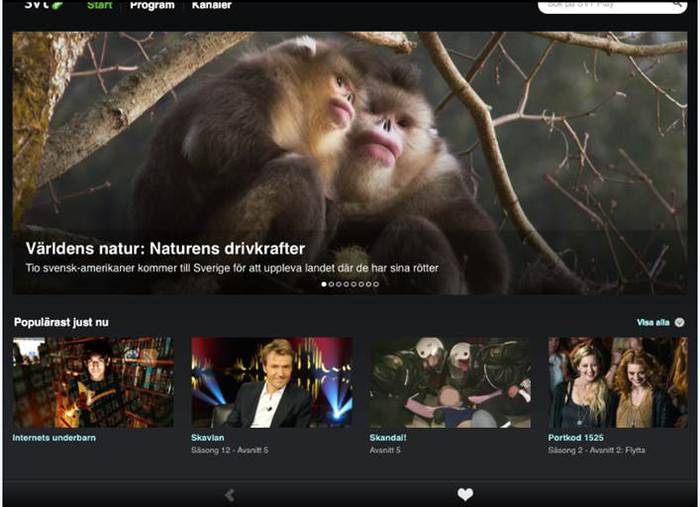 svt Start Program Kanaler
Sök på SVT Play
Världens natur: Naturens drivkrafter
Tio svensk-amerikaner kommer till Sverige för att uppleva landet där de har sina rötter
Populärast just nu
Visa alla
Internets underbarn
Skavlan
Säsong 12 - Avsnitt 5
Skandal!
Avsnitt 5
Portkod 1525
Säsong 2 - Avsnitt 2: Flytta